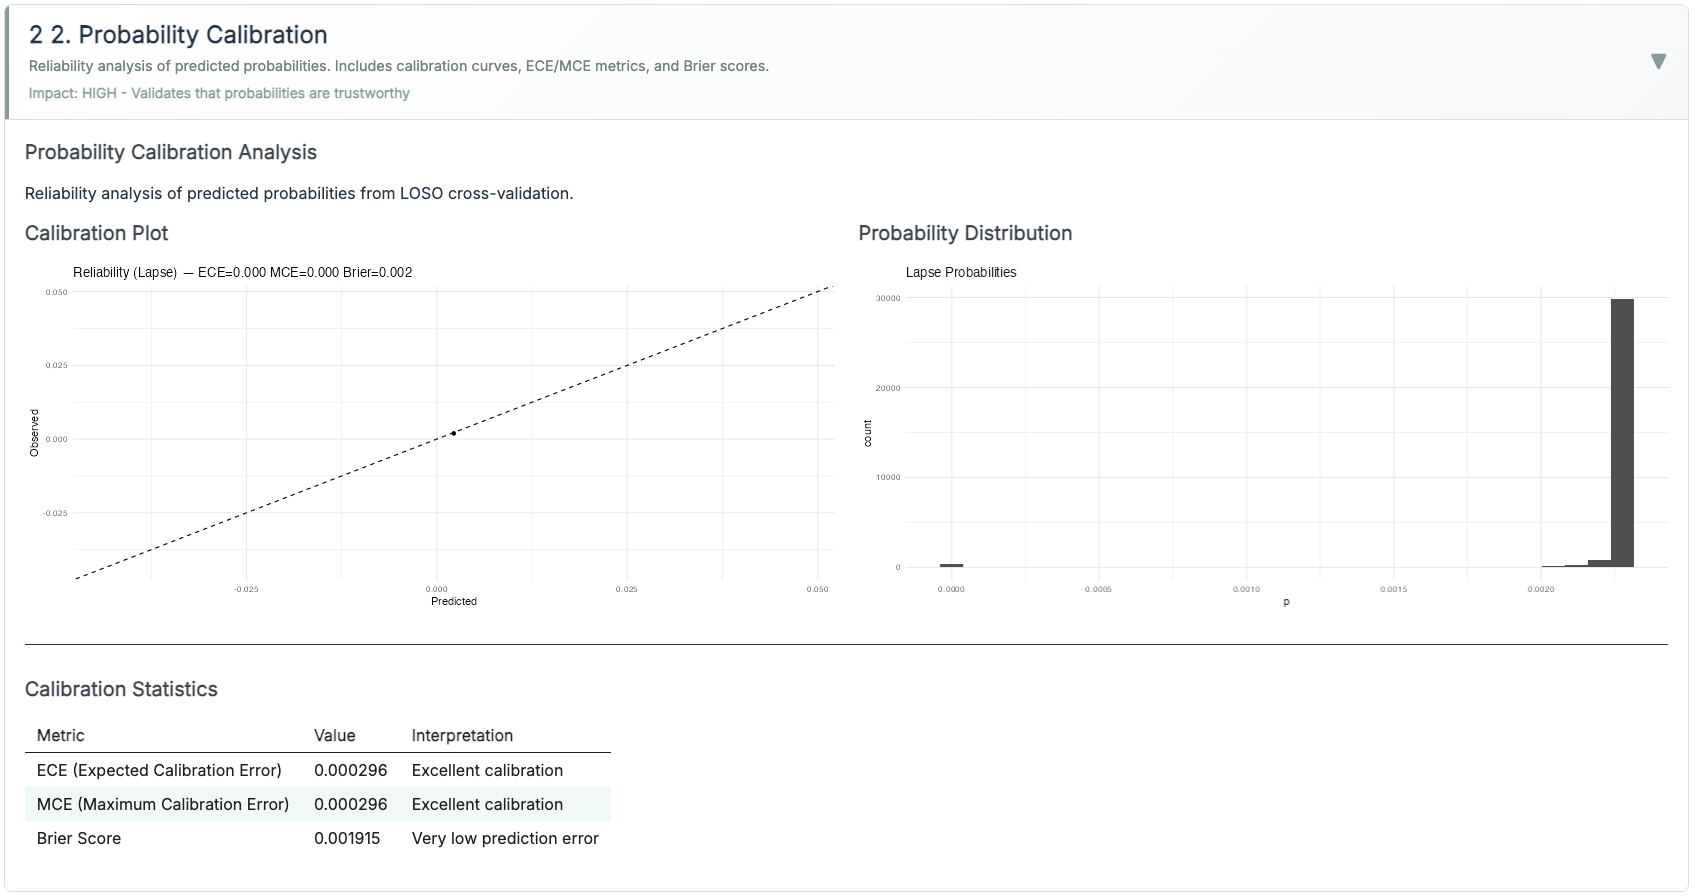 2 2. Probability Calibration
Reliability analysis of predicted probabilities. Includes calibration curves, ECE/MCE metrics, and Brier scores.
Impact: HIGH - Validates that probabilities are trustworthy
Probability Calibration Analysis
Reliability analysis of predicted probabilities from LOSO cross-validation.
Calibration Plot
Reliability (Lapse) — ECE=0.000 MCE=0.000 Brier=0.002
0.050
0.025
0.000
-0.025
Observed
-0.025
0.000
0.025
0.050
Predicted
Probability Distribution
Lapse Probabilities
30000
20000
10000
0
count
0.0000
0.0005
0.0010
0.0015
0.0020
p
Calibration Statistics
Metric Value Interpretation
ECE (Expected Calibration Error) 0.000296 Excellent calibration
MCE (Maximum Calibration Error) 0.000296 Excellent calibration
Brier Score 0.001915 Very low prediction error